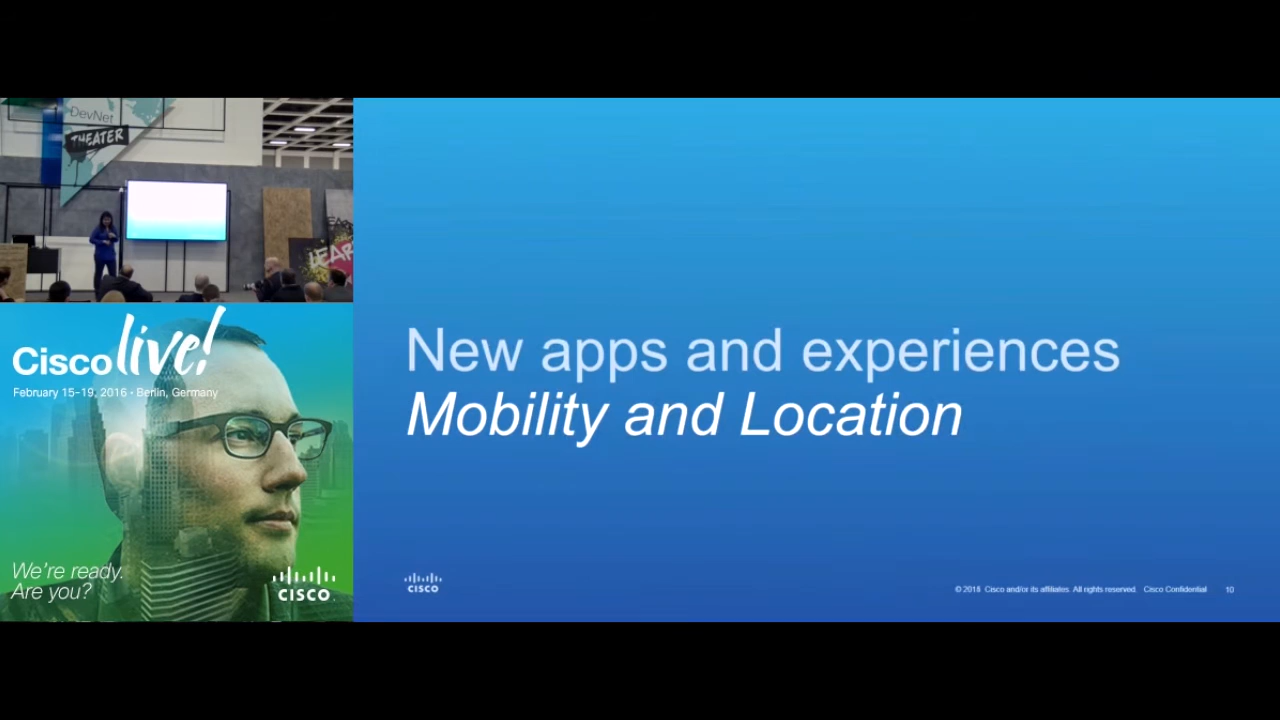 DevNet
THEATER
Cisco live!
February 15-19, 2016 • Berlin, Germany
We're ready.
Are you?
CISCO
New apps and experiences
Mobility and Location
CISCO
Cisco and/or its affiliates. All rights reserved. Cisco Confidential 10